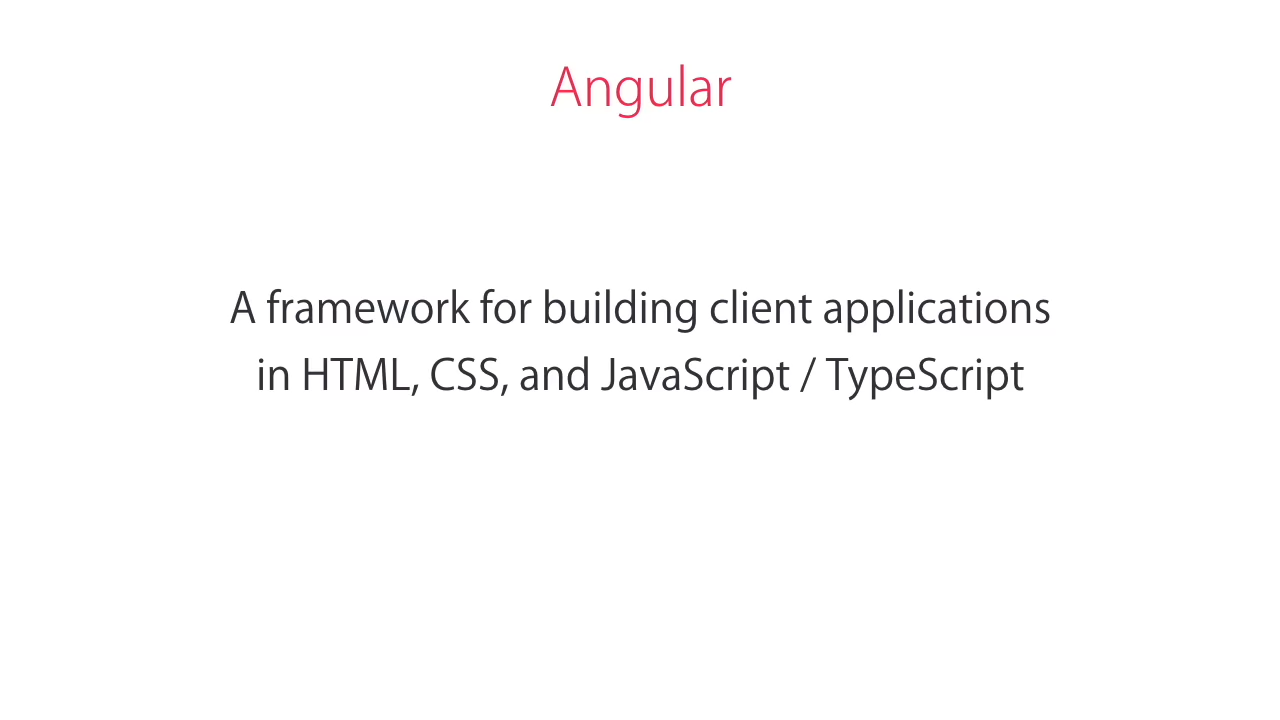 Angular
A framework for building client applications
in HTML, CSS, and JavaScript / TypeScript